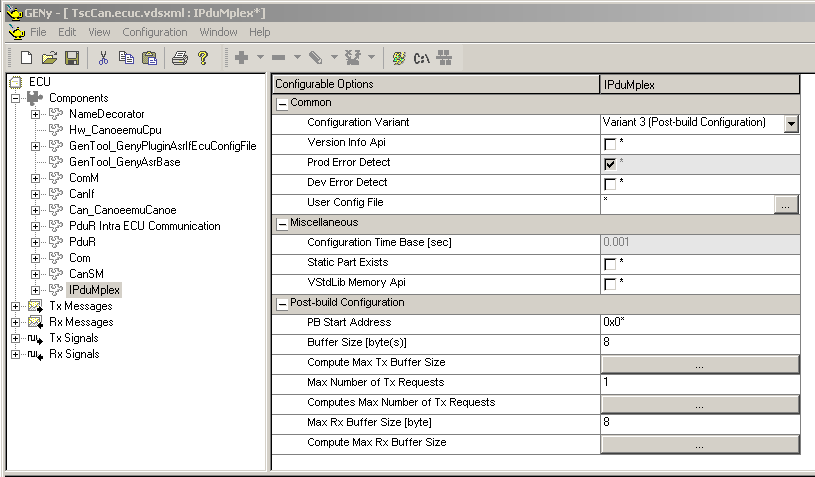 GENy - [ TscCan.ecuc.vdsxml : IPduMplex*]
File Edit View Configuration Window Help
C:\
ECU
Components
NameDecorator
Hw_CanoeemuCpu
GenTool_GenyPluginAsrIfEcuConfigFile
GenTool_GenyAsrBase
ComM
CanIf
Can_CanoeemuCanoe
PduR Intra ECU Communication
PduR
Com
CanSM
IPduMplex
Tx Messages
Rx Messages
Tx Signals
Rx Signals
Configurable Options IPduMplex
Common
Configuration Variant Variant 3 (Post-build Configuration)
Version Info Api *
Prod Error Detect *
Dev Error Detect *
User Config File * ...
Miscellaneous
Configuration Time Base [sec] 0.001
Static Part Exists *
VStdLib Memory Api *
Post-build Configuration
PB Start Address 0x0*
Buffer Size [byte(s)] 8
Compute Max Tx Buffer Size ...
Max Number of Tx Requests 1
Computes Max Number of Tx Requests ...
Max Rx Buffer Size [byte] 8
Compute Max Rx Buffer Size ...